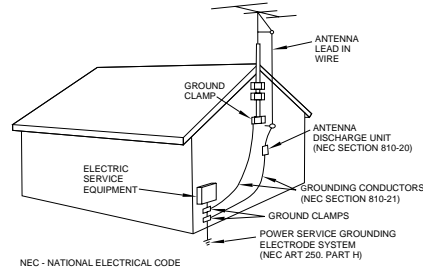 ANTENNA
LEAD IN
WIRE
GROUND
CLAMP
ANTENNA
DISCHARGE UNIT
(NEC SECTION 810-20)
ELECTRIC
SERVICE
EQUIPMENT
GROUNDING CONDUCTORS
(NEC SECTION 810-21)
GROUND CLAMPS
POWER SERVICE GROUNDING
ELECTRODE SYSTEM
(NEC ART 250. PART H)
NEC - NATIONAL ELECTRICAL CODE